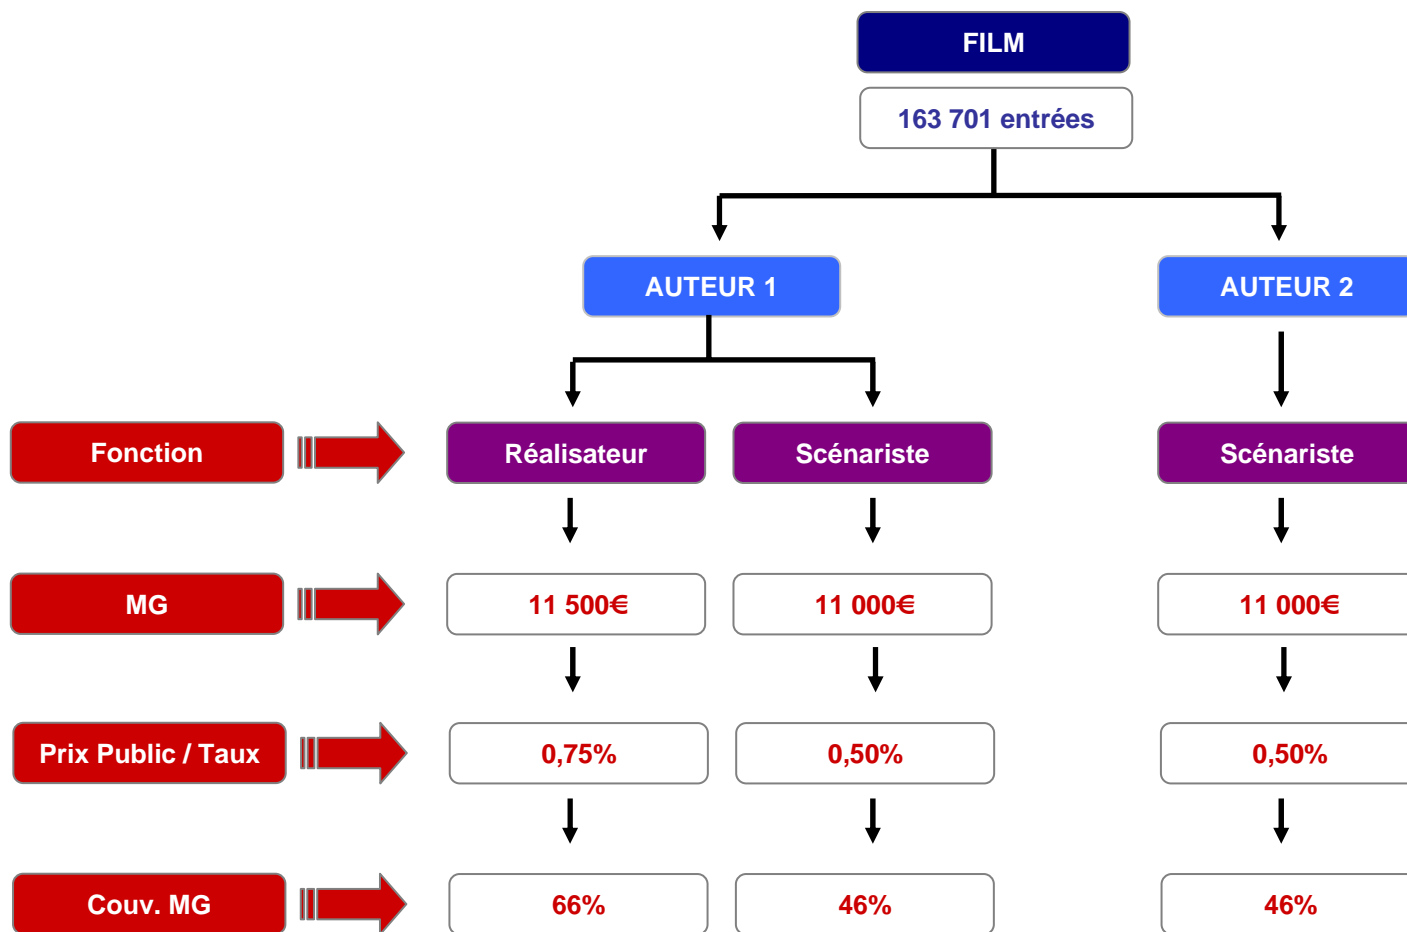 FILM
163 701 entrées
AUTEUR 1
AUTEUR 2
Fonction
Réalisateur
Scénariste
Scénariste
MG
11 500€
11 000€
11 000€
Prix Public / Taux
0,75%
0,50%
0,50%
Couv. MG
66%
46%
46%